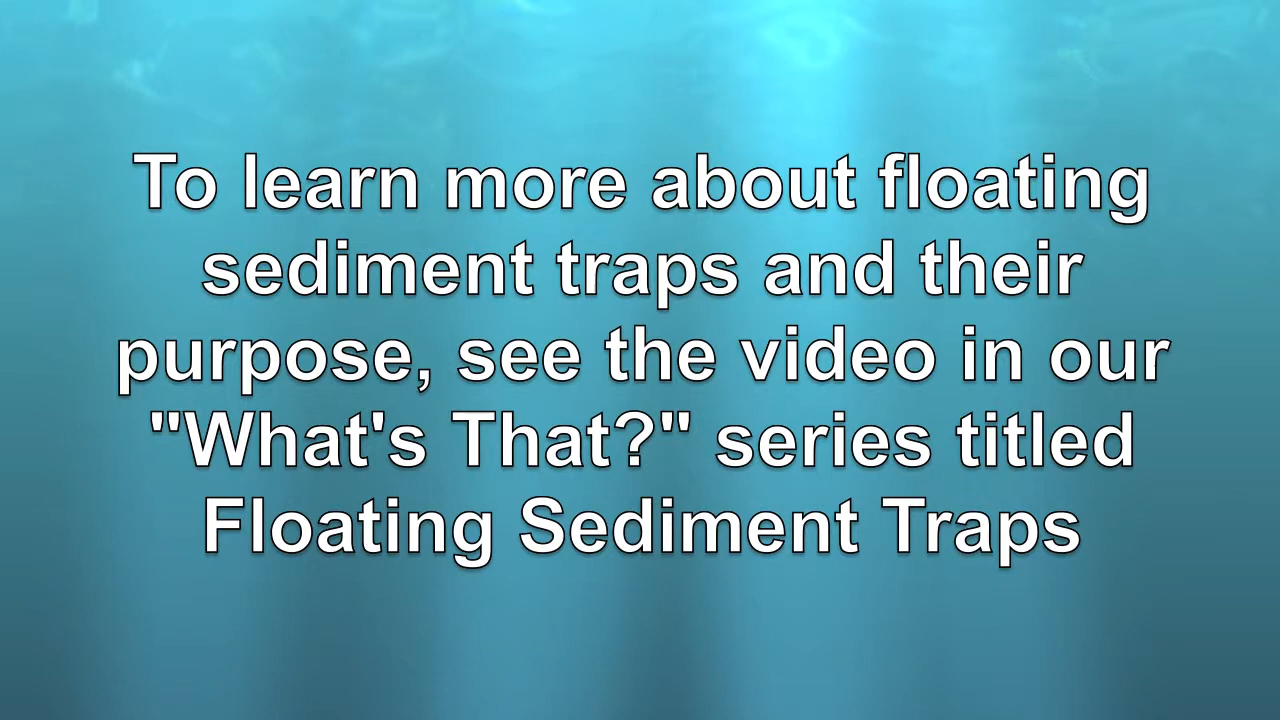 To learn more about floating
sediment traps and their
purpose, see the video in our
"What's That?" series titled
Floating Sediment Traps